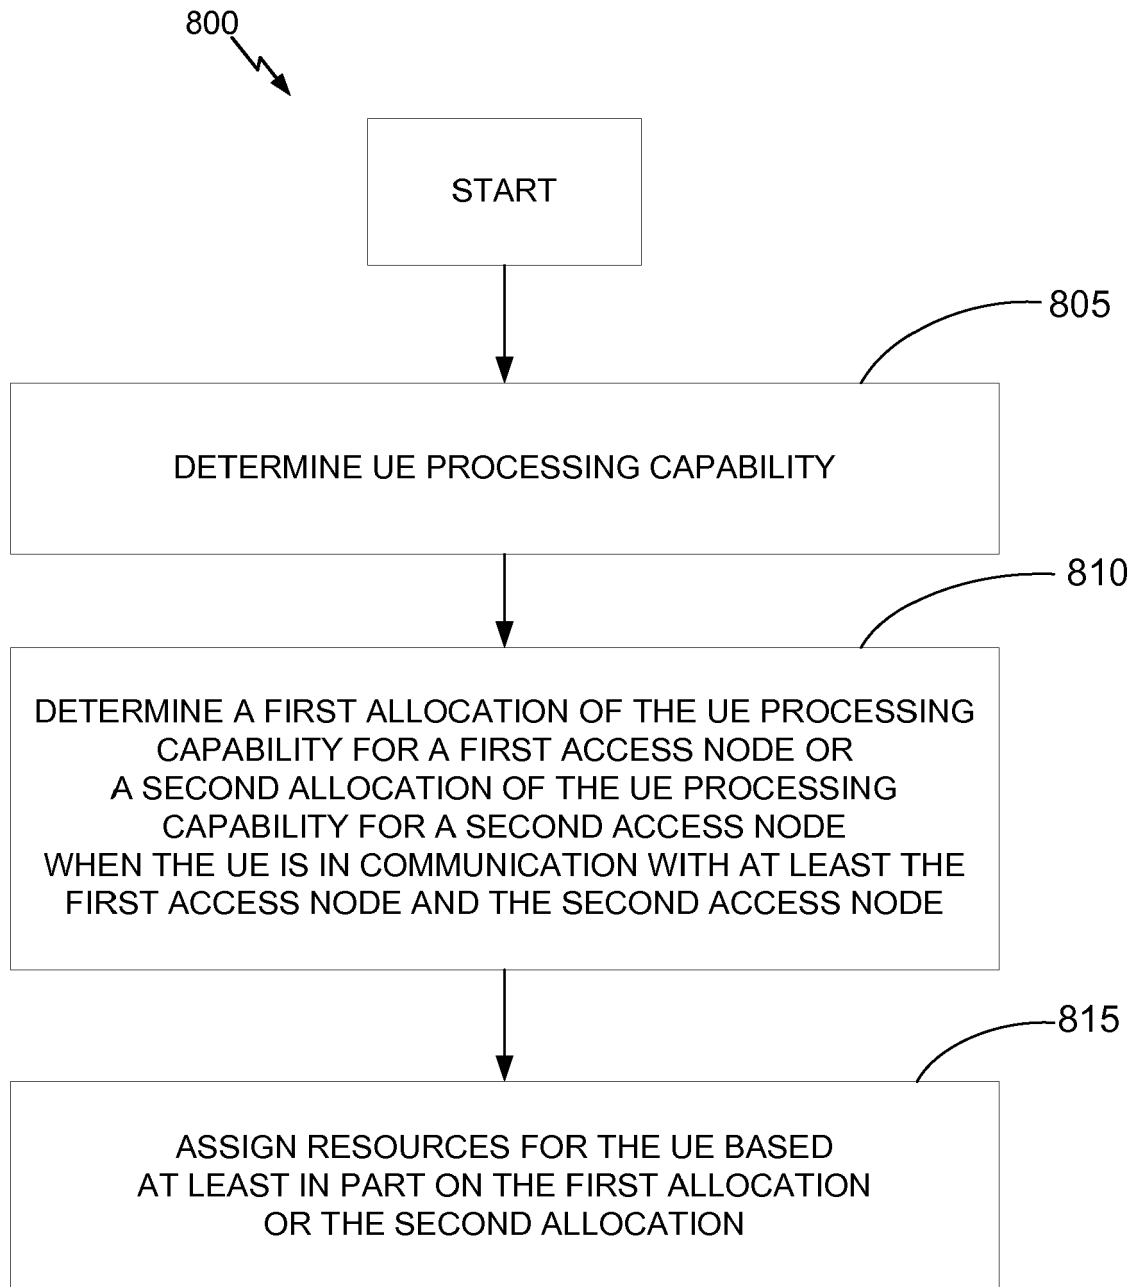 800
START
805
DETERMINE UE PROCESSING CAPABILITY
810
DETERMINE A FIRST ALLOCATION OF THE UE PROCESSING
CAPABILITY FOR A FIRST ACCESS NODE OR
A SECOND ALLOCATION OF THE UE PROCESSING
CAPABILITY FOR A SECOND ACCESS NODE
WHEN THE UE IS IN COMMUNICATION WITH AT LEAST THE
FIRST ACCESS NODE AND THE SECOND ACCESS NODE
815
ASSIGN RESOURCES FOR THE UE BASED
AT LEAST IN PART ON THE FIRST ALLOCATION
OR THE SECOND ALLOCATION